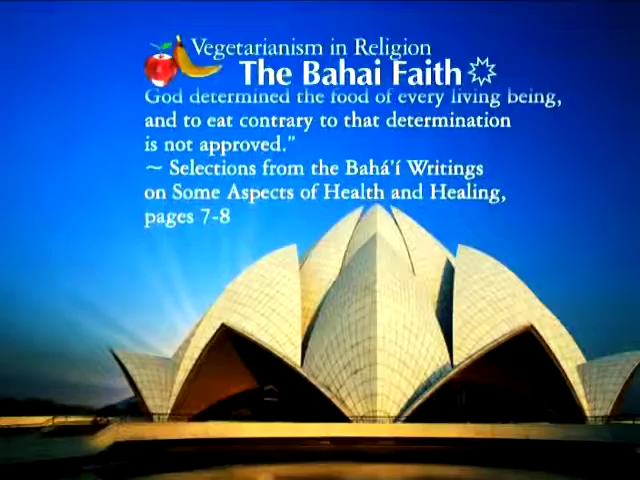 Vegetarianism in Religion
The Bahai Faith
God determined the food of every living being,
and to eat contrary to that determination
is not approved."
~ Selections from the Bahá'í Writings
on Some Aspects of Health and Healing,
pages 7-8